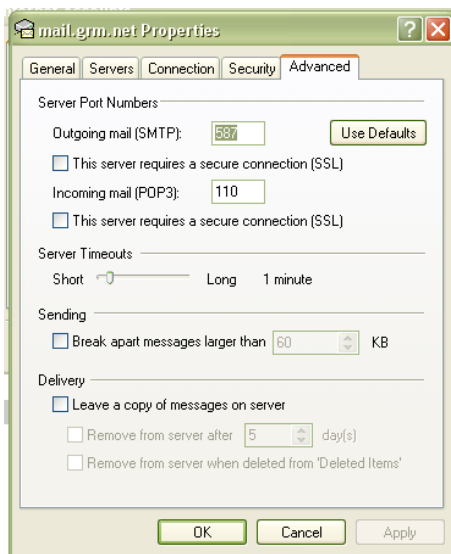 mail.grm.net Properties
General Servers Connection Security Advanced
Server Port Numbers
Outgoing mail (SMTP): 587 Use Defaults
This server requires a secure connection (SSL)
Incoming mail (POP3): 110
This server requires a secure connection (SSL)
Server Timeouts
Short Long 1 minute
Sending
Break apart messages larger than 60 KB
Delivery
Leave a copy of messages on server
Remove from server after 5 day(s)
Remove from server when deleted from 'Deleted Items'
OK Cancel Apply